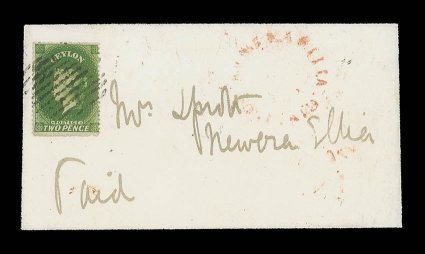 CEYLON
TWO PENCE
Mrs Sprott
Newera Ellia
Paid